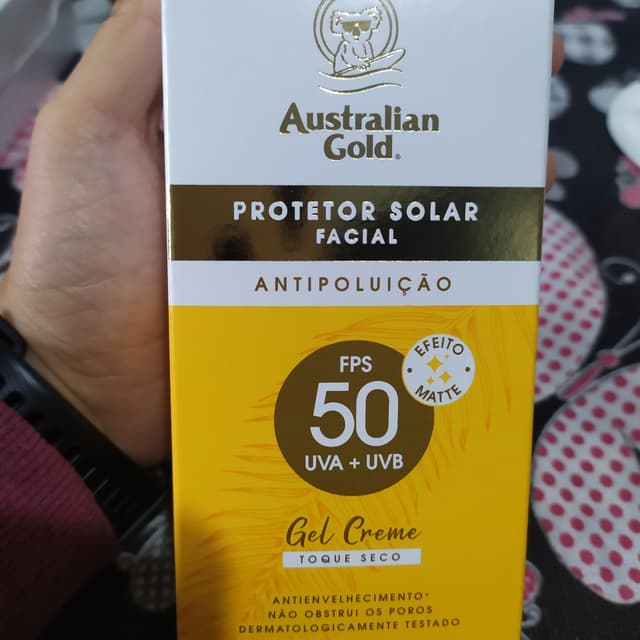 Australian
Gold®
PROTETOR SOLAR
FACIAL
ANTIPOLUIÇÃO
EFEITO
MATTE
FPS
50
UVA + UVB
Gel Creme
TOQUE SECO
ANTIENVELHECIMENTO¹
NÃO OBSTRUI OS POROS
DERMATOLOGICAMENTE TESTADO